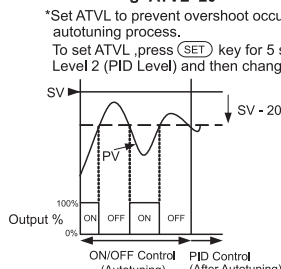 *Set ATVL to prevent overshoot occu
autotuning process.
To set ATVL ,press SET key for 5 s
Level 2 (PID Level) and then chang
SV
SV - 20
PV
100%
Output %
ON OFF ON OFF
0%
ON/OFF Control PID Control
(Autotuning) (After Autotuning)